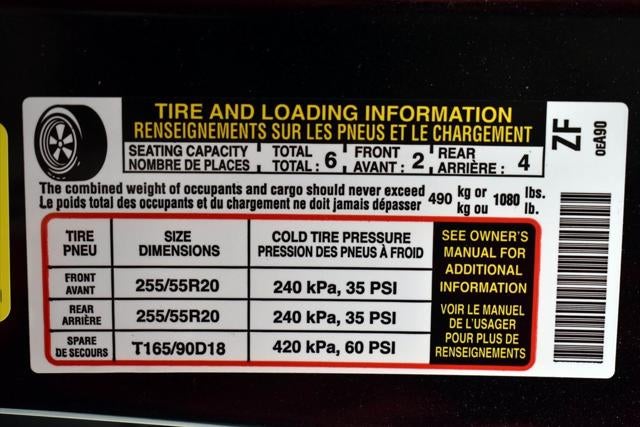 TIRE AND LOADING INFORMATION
RENSEIGNEMENTS SUR LES PNEUS ET LE CHARGEMENT
SEATING CAPACITY TOTAL FRONT REAR
NOMBRE DE PLACES TOTAL : 6 AVANT : 2 ARRIÈRE : 4
The combined weight of occupants and cargo should never exceed 490 kg or 1080 lbs.
Le poids total des occupants et du chargement ne doit jamais dépasser kg ou lb.
TIRE SIZE COLD TIRE PRESSURE
PNEU DIMENSIONS PRESSION DES PNEUS À FROID
FRONT
AVANT 255/55R20 240 kPa, 35 PSI
REAR
ARRIÈRE 255/55R20 240 kPa, 35 PSI
SPARE
DE SECOURS T165/90D18 420 kPa, 60 PSI
SEE OWNER'S
MANUAL FOR
ADDITIONAL
INFORMATION
VOIR LE MANUEL
DE L'USAGER
POUR PLUS DE
RENSEIGNEMENTS
ZF
0EA90